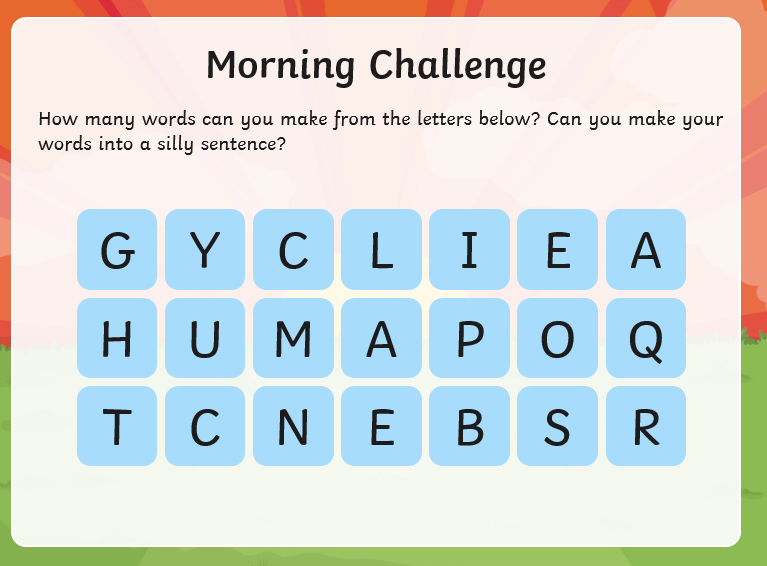 Morning Challenge
How many words can you make from the letters below? Can you make your
words into a silly sentence?
G Y C L I E A
H U M A P O Q
T C N E B S R